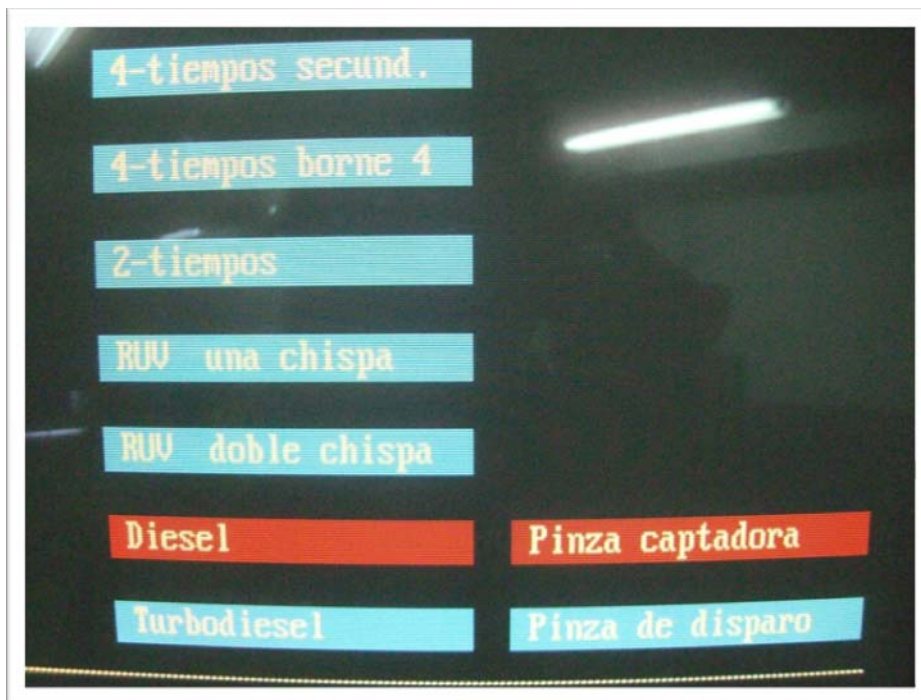 4-tiempos secund.
4-tiempos borne 4
2-tiempos
RUV una chispa
RUV doble chispa
Diesel
Pinza captadora
Turbodiesel
Pinza de disparo